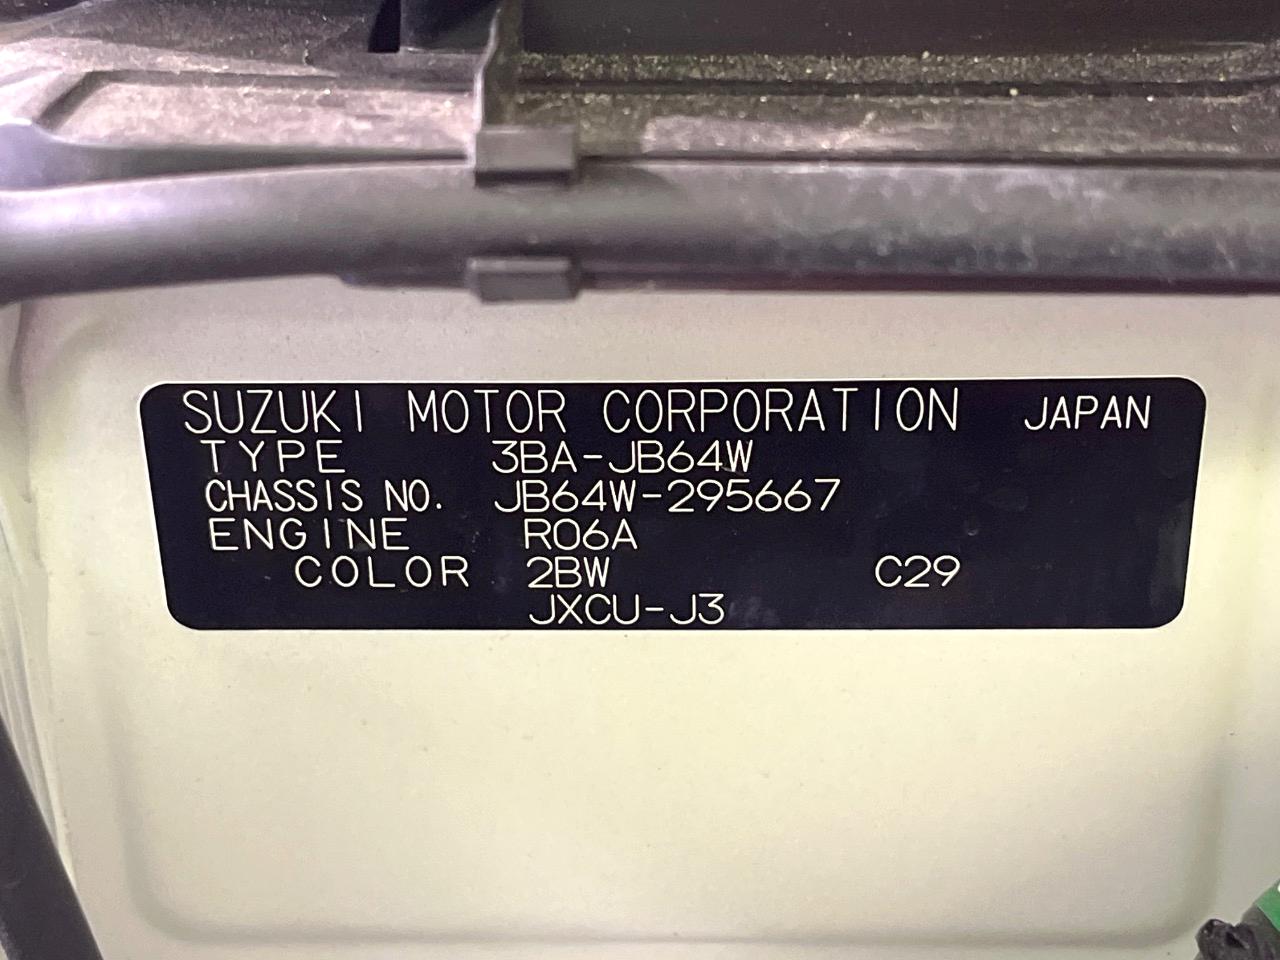 SUZUKI MOTOR CORPORATION JAPAN
TYPE 3BA-JB64W
CHASSIS NO. JB64W-295667
ENGINE R06A
COLOR 2BW C29
JXCU-J3